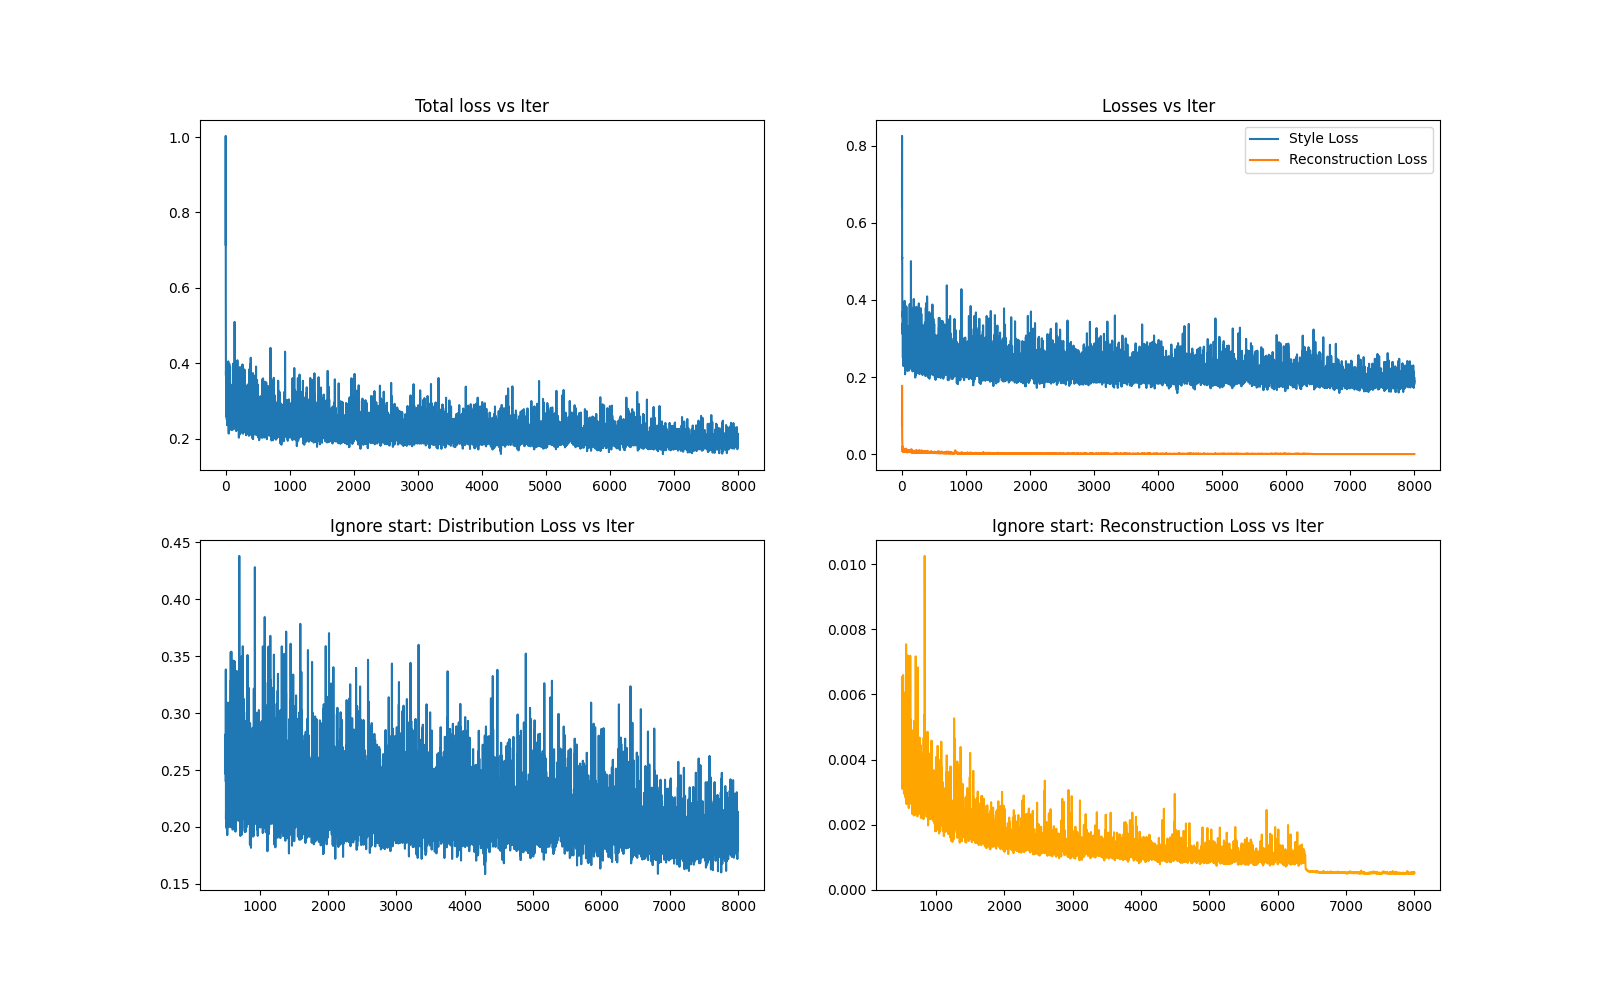 Total loss vs Iter
1.0
0.8
0.6
0.4
0.2
0 1000 2000 3000 4000 5000 6000 7000 8000
Losses vs Iter
Style Loss
Reconstruction Loss
0.8
0.6
0.4
0.2
0.0
0 1000 2000 3000 4000 5000 6000 7000 8000
Ignore start: Distribution Loss vs Iter
0.45
0.40
0.35
0.30
0.25
0.20
0.15
1000 2000 3000 4000 5000 6000 7000 8000
Ignore start: Reconstruction Loss vs Iter
0.010
0.008
0.006
0.004
0.002
0.000
1000 2000 3000 4000 5000 6000 7000 8000